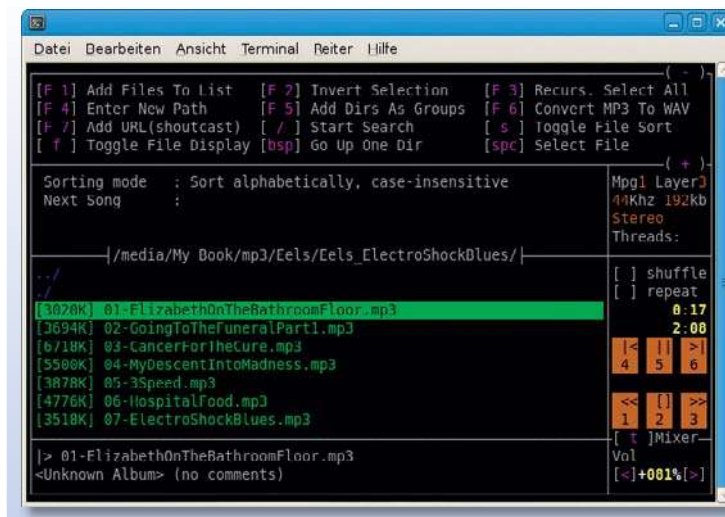 Datei Bearbeiten Ansicht Terminal Reiter Hilfe
( - )
[F 1] Add Files To List [F 2] Invert Selection [F 3] Recurs. Select All
[F 4] Enter New Path [F 5] Add Dirs As Groups [F 6] Convert MP3 To WAV
[F 7] Add URL(shoutcast) [ / ] Start Search [ s ] Toggle File Sort
[ f ] Toggle File Display [bsp] Go Up One Dir [spc] Select File
( + )
Sorting mode : Sort alphabetically, case-insensitive
Next Song :
Mpg1 Layer3
44Khz 192kb
Stereo
Threads:
/media/My Book/mp3/Eels/Eels_ElectroShockBlues/
../
./
[3020K] 01-ElizabethOnTheBathroomFloor.mp3
[3694K] 02-GoingToTheFuneralPart1.mp3
[6718K] 03-CancerForTheCure.mp3
[5500K] 04-MyDescentIntoMadness.mp3
[3878K] 05-3Speed.mp3
[4776K] 06-HospitalFood.mp3
[3518K] 07-ElectroShockBlues.mp3
[ ] shuffle
[ ] repeat
0:17
2:08
|< || >|
4 5 6
<< [] >>
1 2 3
[ t ]Mixer
Vol
[<]+081%[>]
|> 01-ElizabethOnTheBathroomFloor.mp3
<Unknown Album> (no comments)